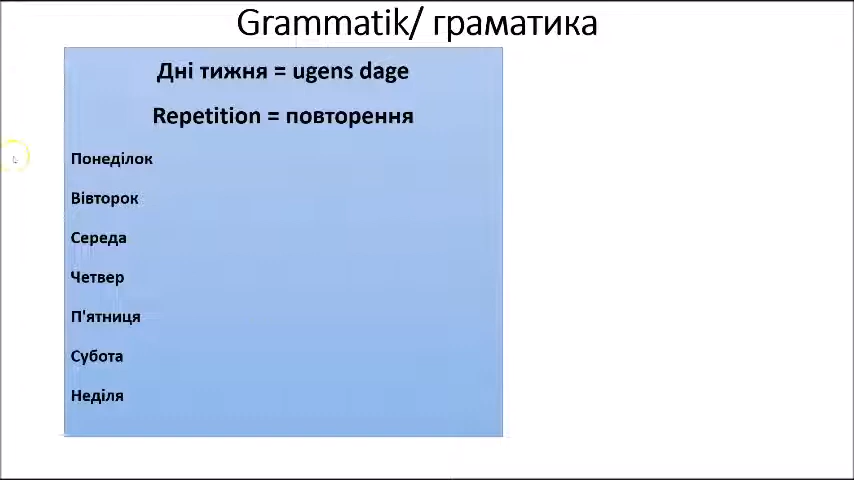 Grammatik/ граматика
Дні тижня = ugens dage
Repetition = повторення
Понеділок
Вівторок
Середа
Четвер
П'ятниця
Субота
Неділя